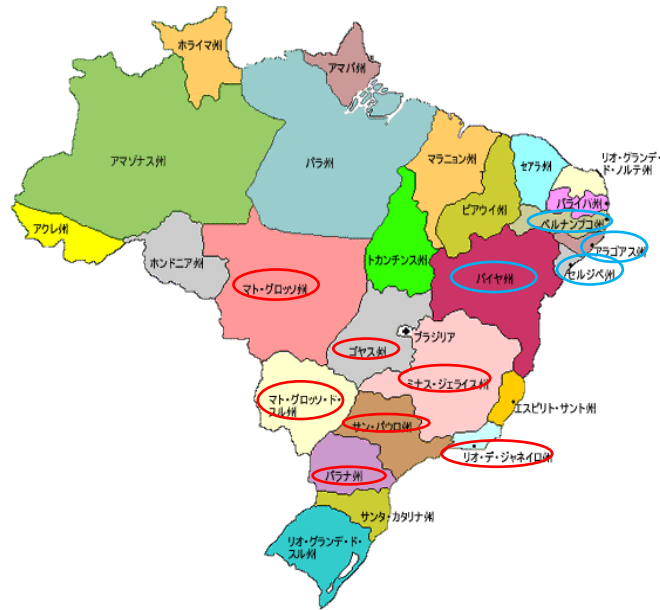 ホライマ州
アマパ州
アマゾナス州
パラ州
マラニョン州
セアラ州
リオ・グランデ・
ド・ノルテ州
ピアウイ州
パライバ州
ペルナンブコ州
アクレ州
ホンドニア州
トカンチンス州
アラゴアス州
セルジペ州
マト・グロッソ州
バイヤ州
ブラジリア
ゴヤス州
ミナス・ジェライス州
マト・グロッソ・ド・
スル州
エスピリト・サント州
サン・パウロ州
リオ・デ・ジャネイロ州
パラナ州
サンタ・カタリナ州
リオ・グランデ・ド・
スル州